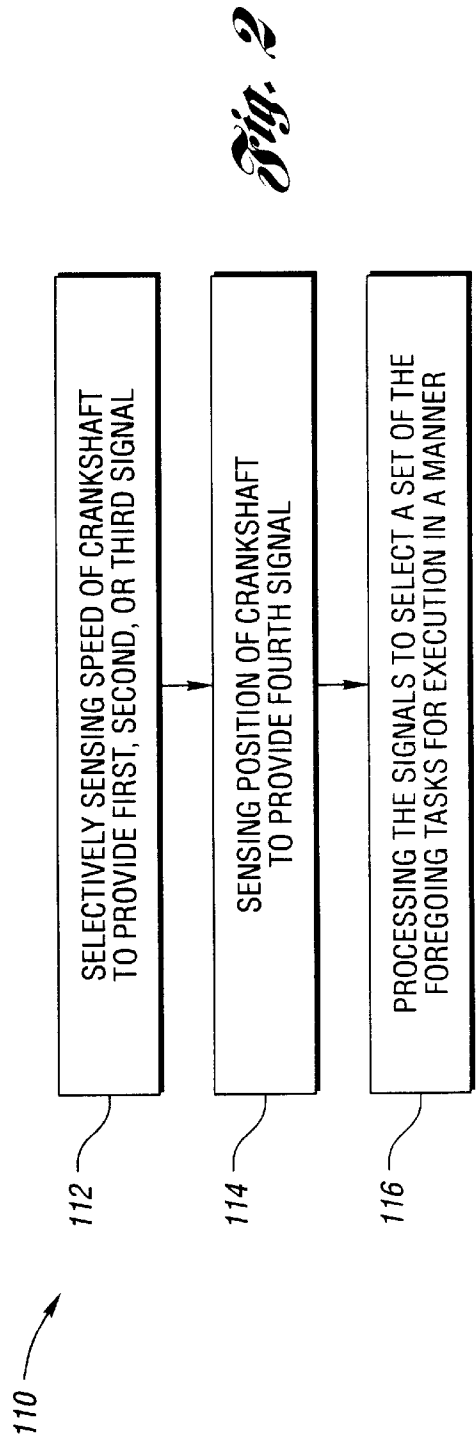 110
112
SELECTIVELY SENSING SPEED OF CRANKSHAFT
TO PROVIDE FIRST, SECOND, OR THIRD SIGNAL
114
SENSING POSITION OF CRANKSHAFT
TO PROVIDE FOURTH SIGNAL
116
PROCESSING THE SIGNALS TO SELECT A SET OF THE
FOREGOING TASKS FOR EXECUTION IN A MANNER
Fig. 2